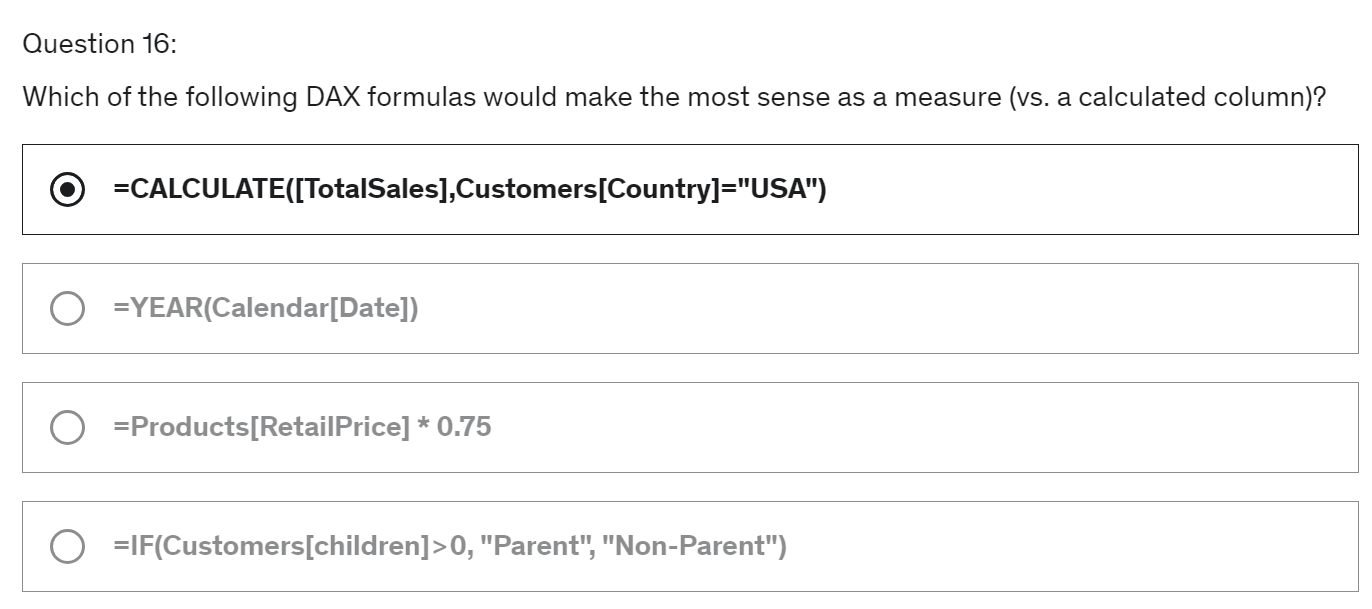 Question 16:
Which of the following DAX formulas would make the most sense as a measure (vs. a calculated column)?
=CALCULATE([TotalSales],Customers[Country]="USA")
=YEAR(Calendar[Date])
=Products[RetailPrice] * 0.75
=IF(Customers[children]>0, "Parent", "Non-Parent")